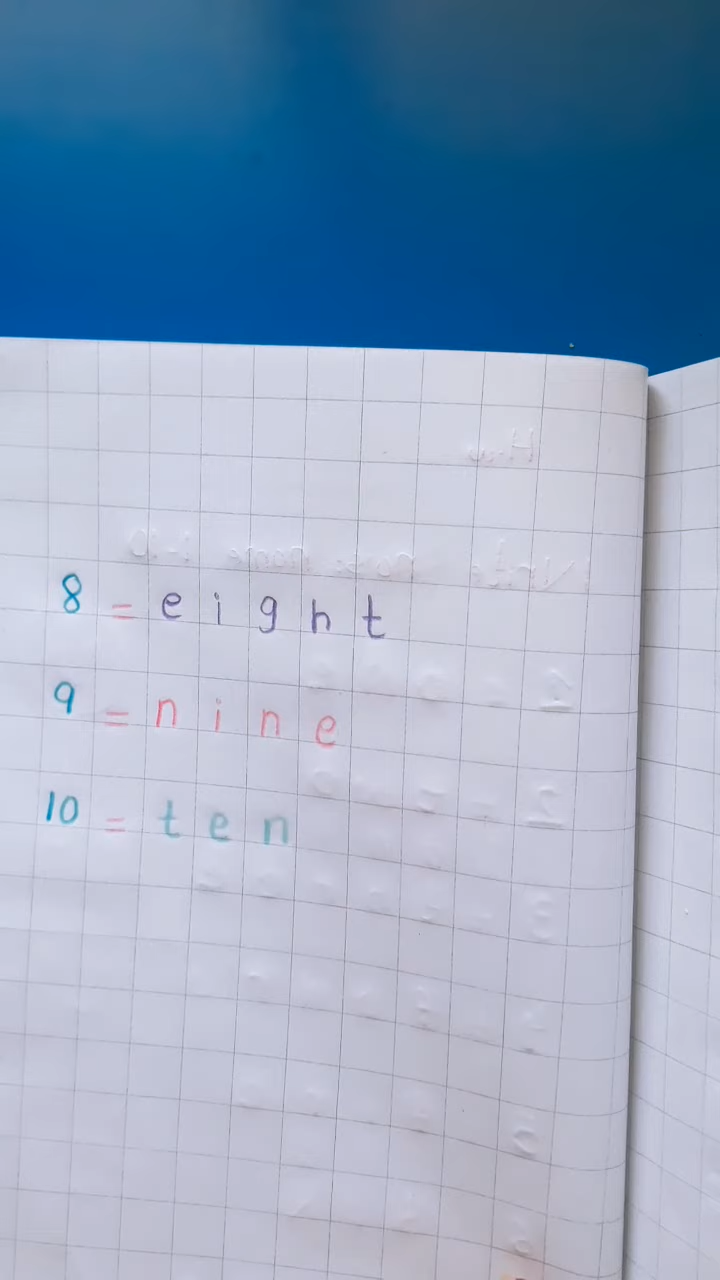 8 = eight
9 = nine
10 = ten